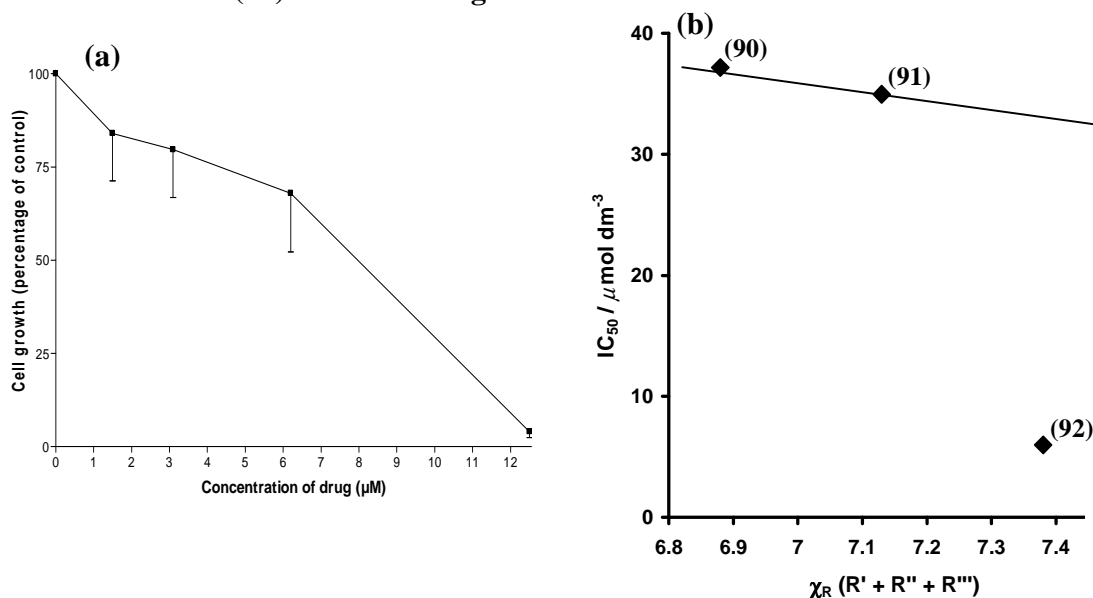 (a)
100
75
50
25
0
Cell growth (percentage of control)
0 1 2 3 4 5 6 7 8 9 10 11 12
Concentration of drug (µM)
(b)
40
30
20
10
0
IC50 / µmol dm-3
(90)
(91)
(92)
6.8 6.9 7 7.1 7.2 7.3 7.4
χR (R' + R'' + R''')